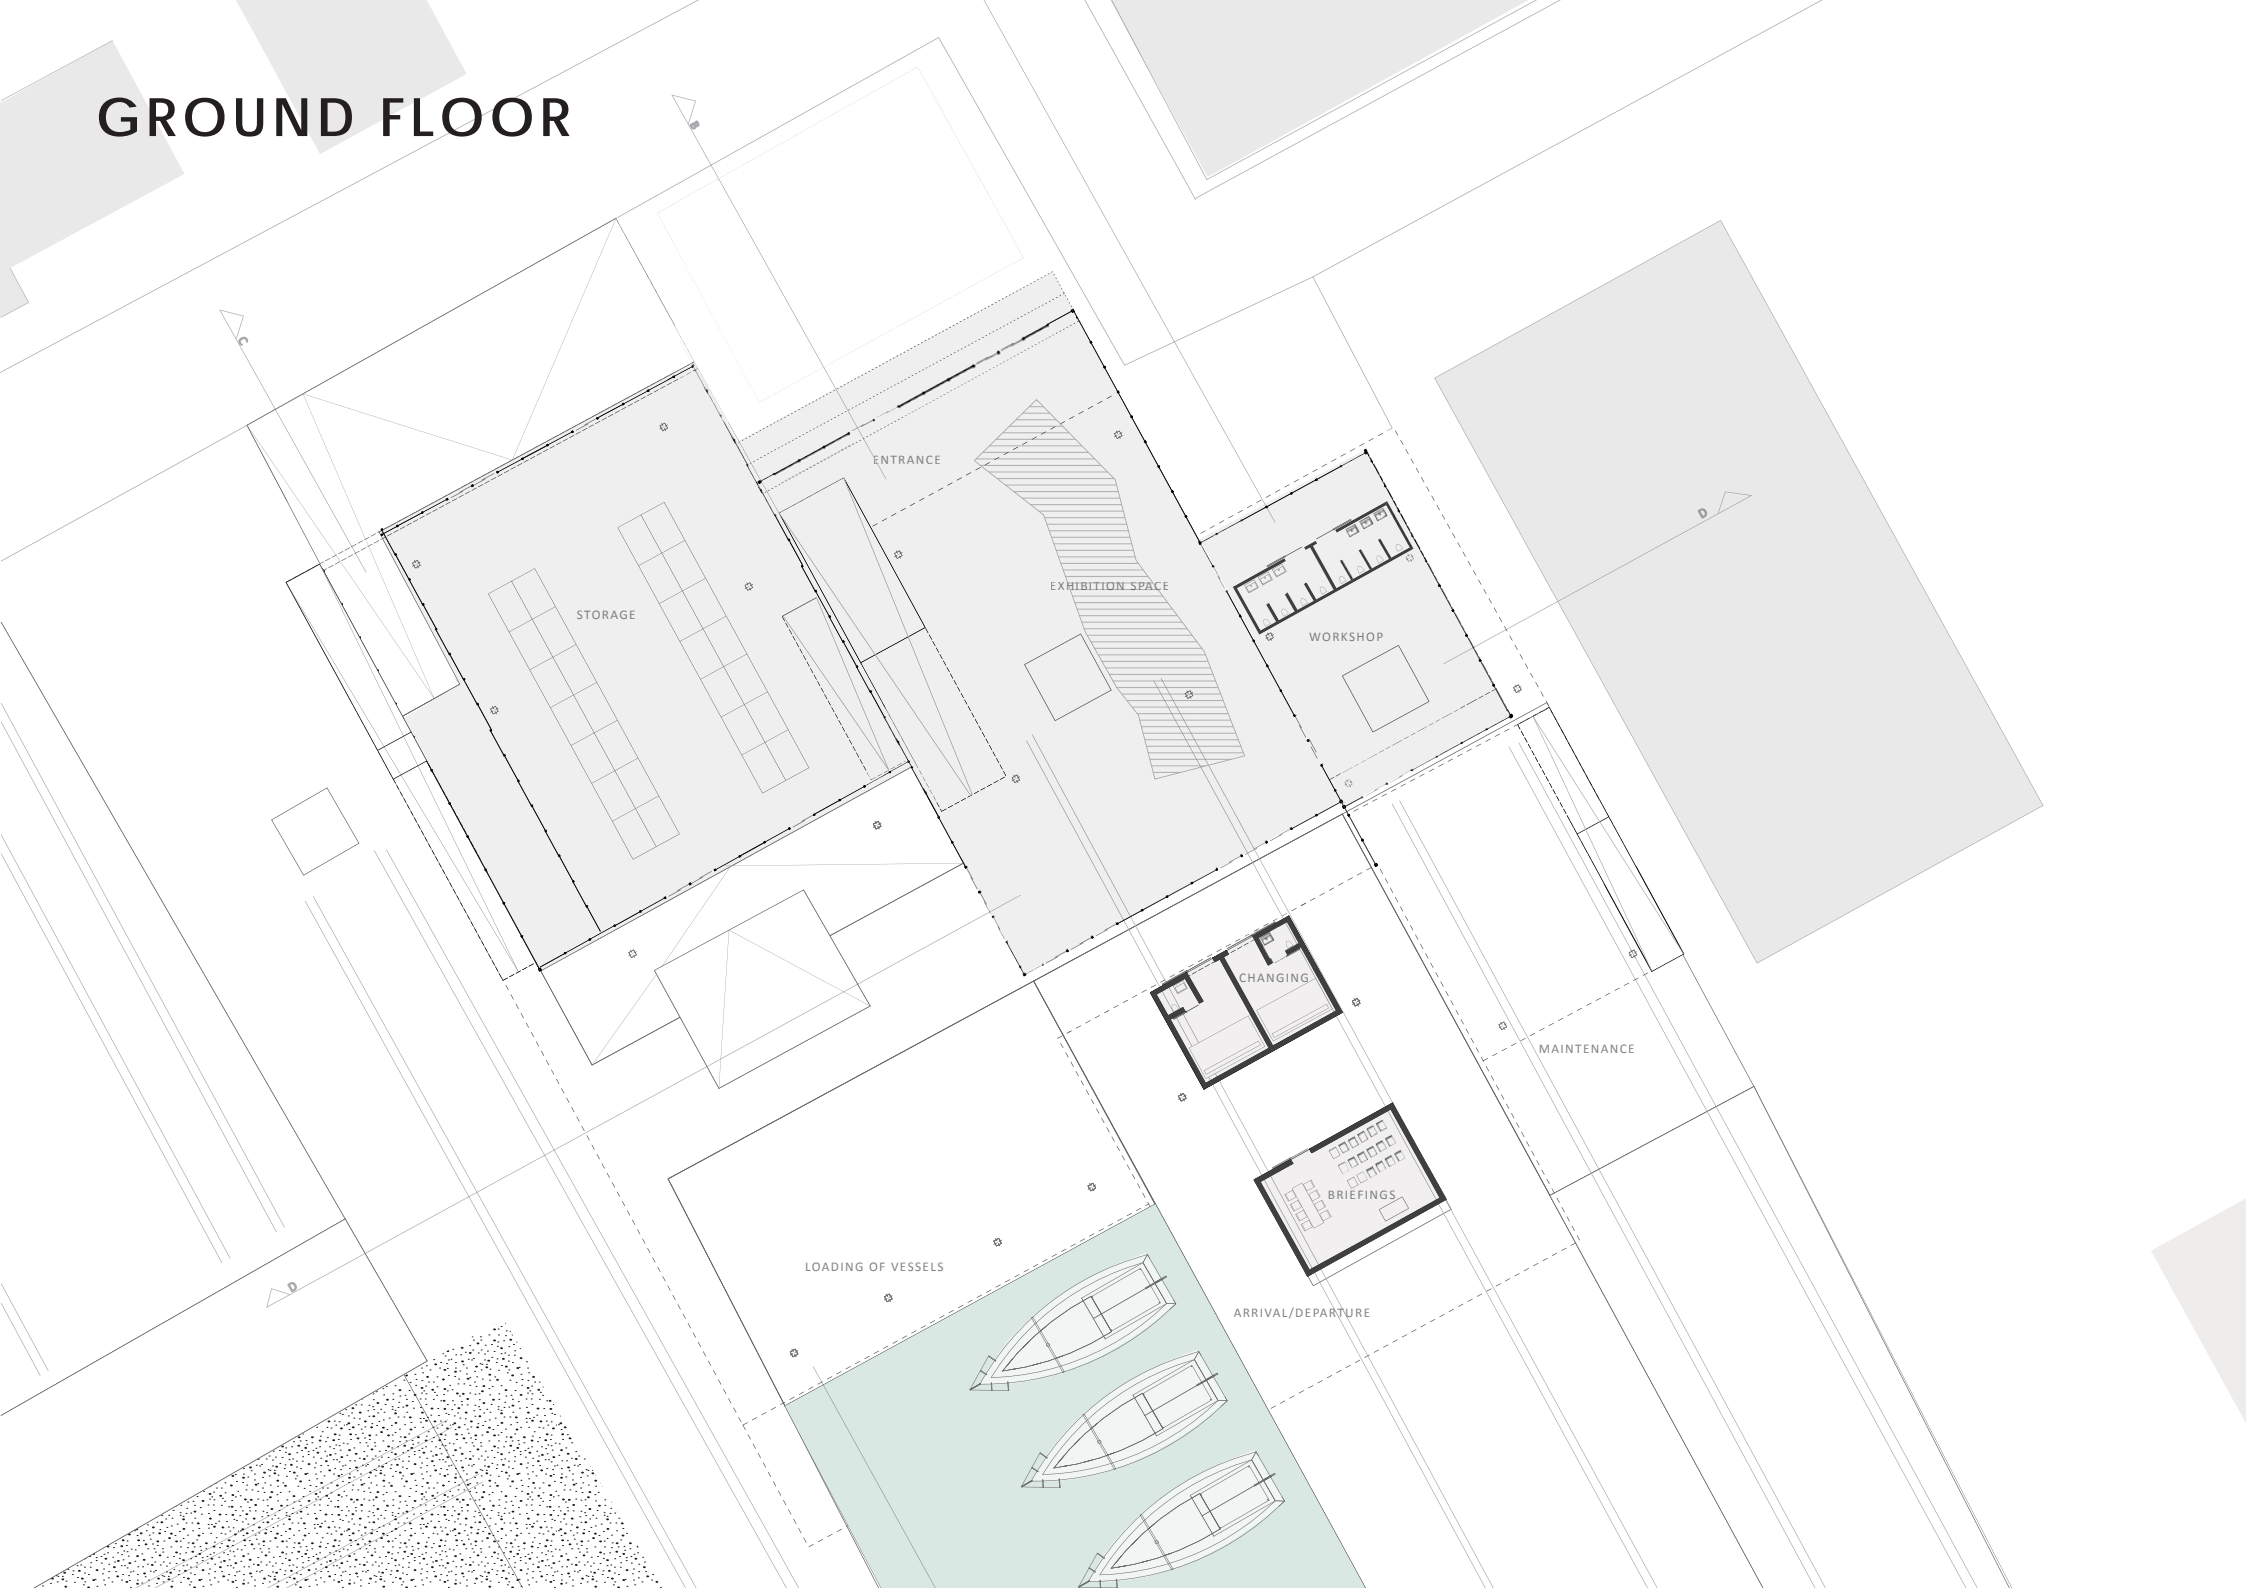 GROUND FLOOR
B
C
ENTRANCE
D
EXHIBITION SPACE
STORAGE
WORKSHOP
CHANGING
MAINTENANCE
BRIEFINGS
LOADING OF VESSELS
D
ARRIVAL/DEPARTURE